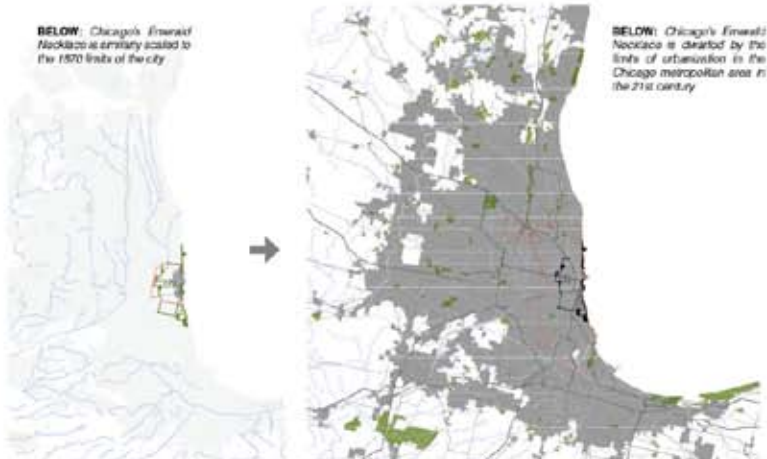 BELOW: Chicago's Emerald
Necklace is similarly scaled to
the 1870 limits of the city
BELOW: Chicago's Emerald
Necklace is dwarfed by the
limits of urbanization in the
Chicago metropolitan area in
the 21st century